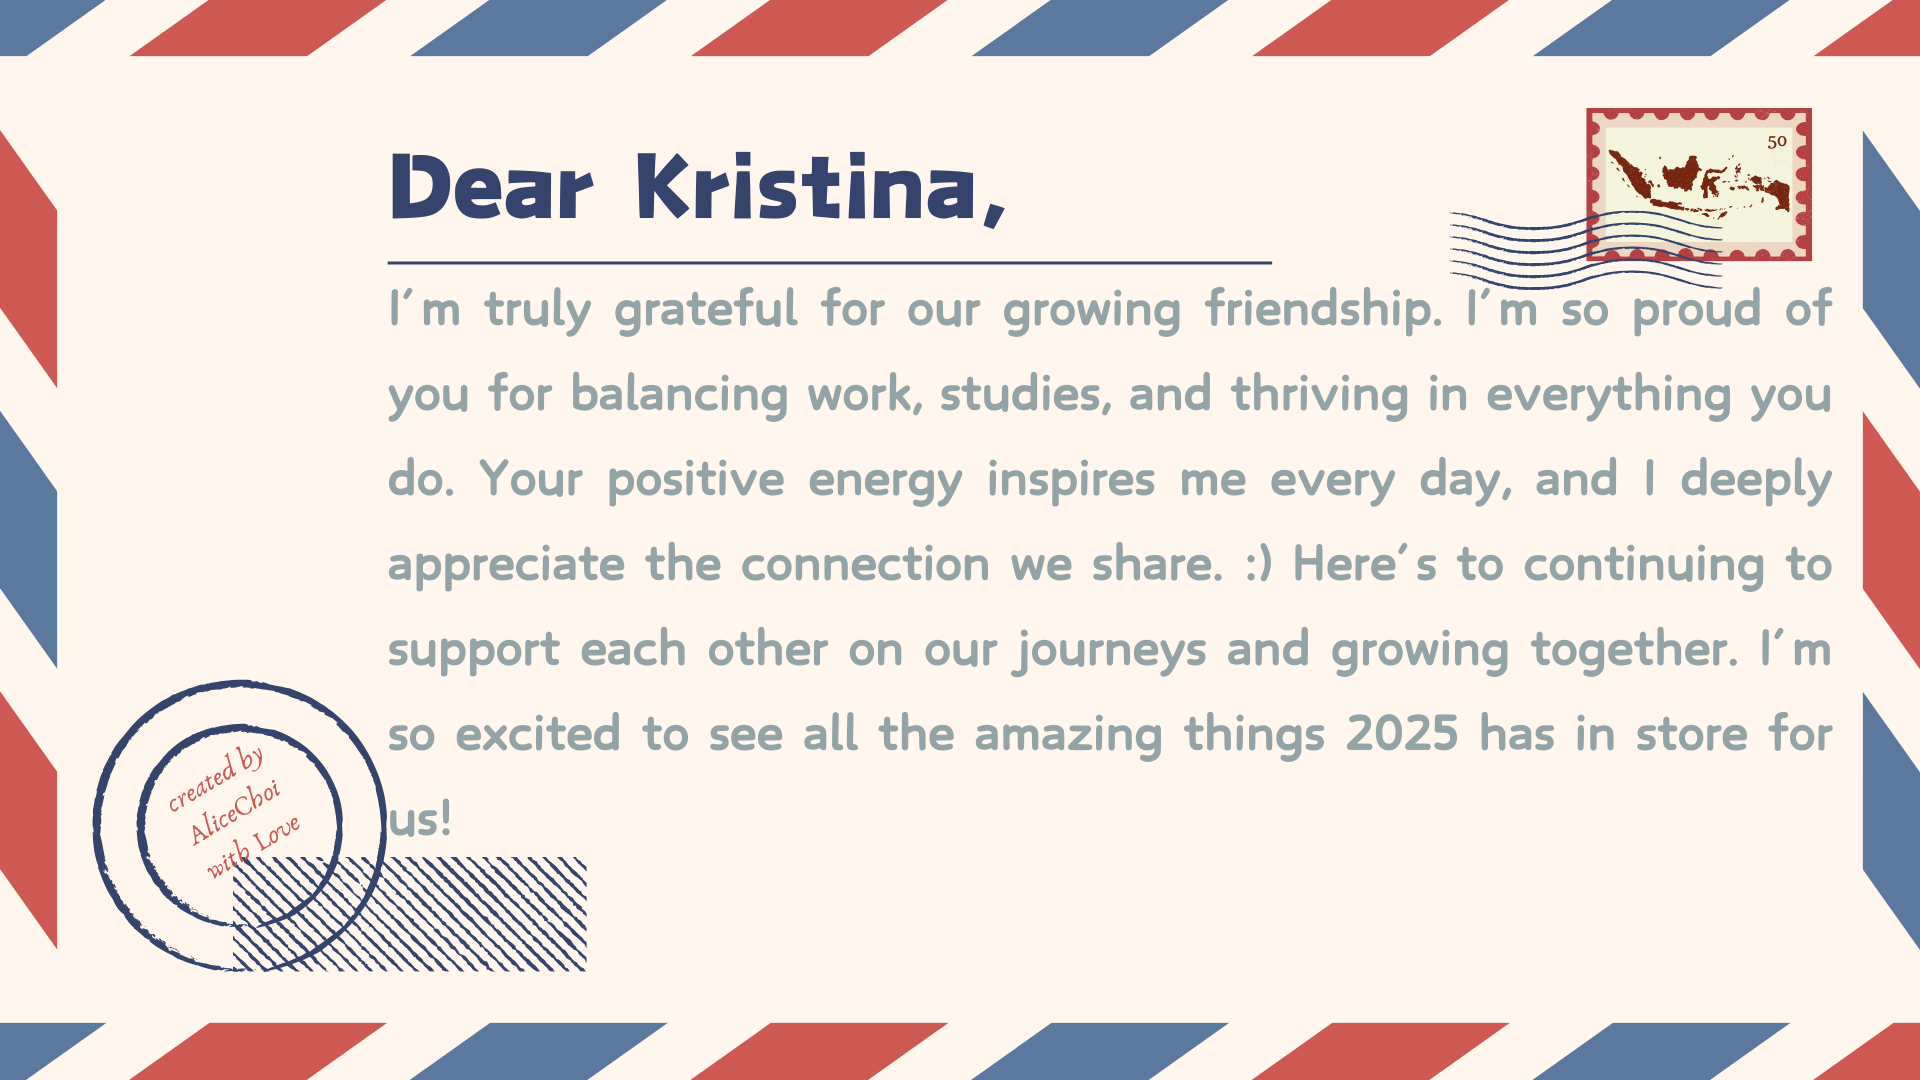 Dear Kristina,
50
I´m truly grateful for our growing friendship. I´m so proud of
you for balancing work, studies, and thriving in everything you
do. Your positive energy inspires me every day, and I deeply
appreciate the connection we share. :) Here´s to continuing to
support each other on our journeys and growing together. I´m
so excited to see all the amazing things 2025 has in store for
us!
created by
AliceChoi
with Love